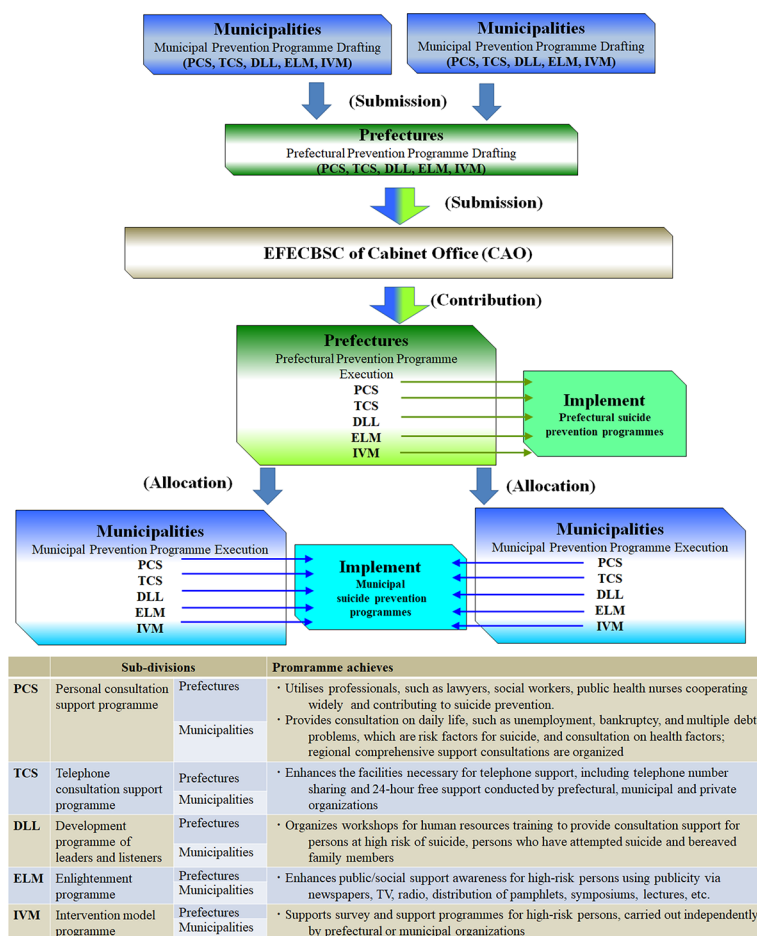 Municipalities
Municipal Prevention Programme Drafting
(PCS, TCS, DLL, ELM, IVM)
Municipalities
Municipal Prevention Programme Drafting
(PCS, TCS, DLL, ELM, IVM)
(Submission)
Prefectures
Prefectural Prevention Programme Drafting
(PCS, TCS, DLL, ELM, IVM)
(Submission)
EFECBSC of Cabinet Office (CAO)
(Contribution)
Prefectures
Prefectural Prevention Programme
Execution
PCS
TCS
DLL
ELM
IVM
Implement
Prefectural suicide
prevention programmes
(Allocation)
(Allocation)
Municipalities
Municipal Prevention Programme Execution
PCS
TCS
DLL
ELM
IVM
Implement
Municipal
suicide prevention
programmes
Municipalities
Municipal Prevention Programme Execution
PCS
TCS
DLL
ELM
IVM
Sub-divisions
Promramme achieves
PCS
Personal consultation
support programme
Prefectures
Municipalities
・Utilises professionals, such as lawyers, social workers, public health nurses cooperating
widely and contributing to suicide prevention.
・Provides consultation on daily life, such as unemployment, bankruptcy, and multiple debt
problems, which are risk factors for suicide, and consultation on health factors;
regional comprehensive support consultations are organized
TCS
Telephone
consultation support
programme
Prefectures
Municipalities
・Enhances the facilities necessary for telephone support, including telephone number
sharing and 24-hour free support conducted by prefectural, municipal and private
organizations
DLL
Development
programme of
leaders and listeners
Prefectures
Municipalities
・Organizes workshops for human resources training to provide consultation support for
persons at high risk of suicide, persons who have attempted suicide and bereaved
family members
ELM
Enlightenment
programme
Prefectures
Municipalities
・Enhances public/social support awareness for high-risk persons using publicity via
newspapers, TV, radio, distribution of pamphlets, symposiums, lectures, etc.
IVM
Intervention model
programme
Prefectures
Municipalities
・Supports survey and support programmes for high-risk persons, carried out independently
by prefectural or municipal organizations